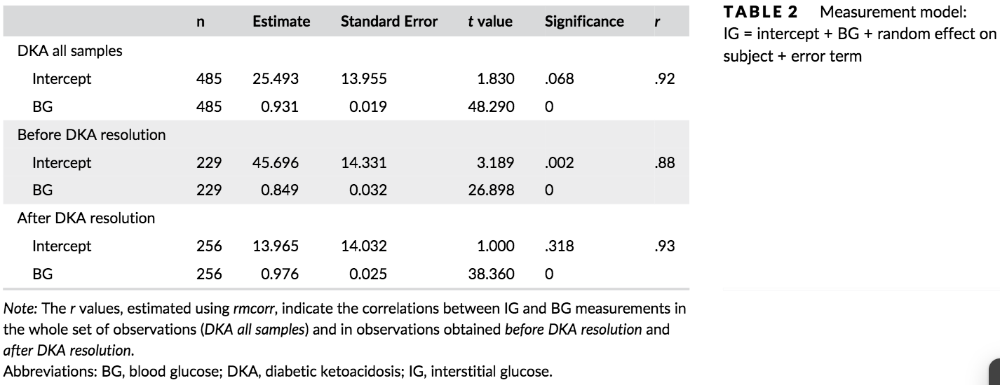 n Estimate Standard Error t value Significance r
DKA all samples
Intercept 485 25.493 13.955 1.830 .068 .92
BG 485 0.931 0.019 48.290 0
Before DKA resolution
Intercept 229 45.696 14.331 3.189 .002 .88
BG 229 0.849 0.032 26.898 0
After DKA resolution
Intercept 256 13.965 14.032 1.000 .318 .93
BG 256 0.976 0.025 38.360 0
Note: The r values, estimated using rmcorr, indicate the correlations between IG and BG measurements in
the whole set of observations (DKA all samples) and in observations obtained before DKA resolution and
after DKA resolution.
Abbreviations: BG, blood glucose; DKA, diabetic ketoacidosis; IG, interstitial glucose.
TABLE 2 Measurement model:
IG = intercept + BG + random effect on
subject + error term